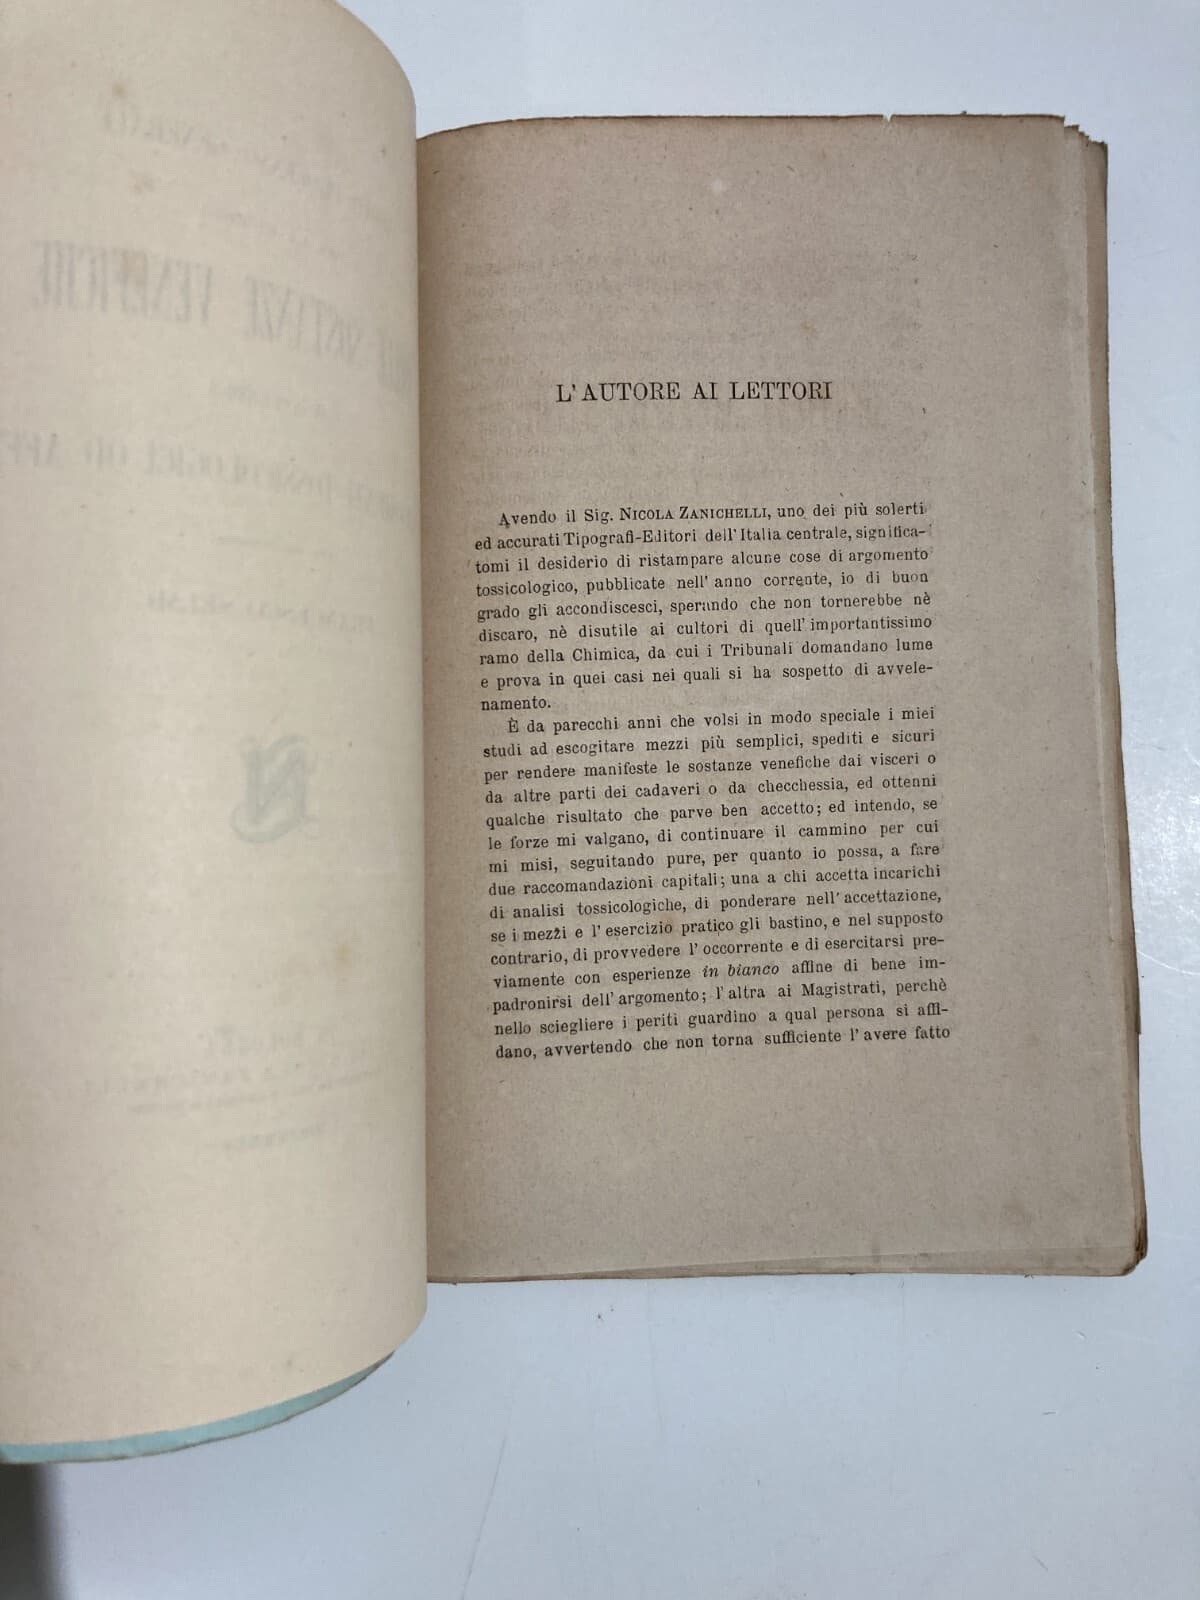 L'AUTORE AI LETTORI
Avendo il Sig. NICOLA ZANICHELLI, uno dei più solerti
ed accurati Tipografi-Editori dell'Italia centrale, significa-
tomi il desiderio di ristampare alcune cose di argomento
tossicologico, pubblicate nell' anno corrente, io di buon
grado gli accondiscesci, sperando che non tornerebbe nè
discaro, nè disutile ai cultori di quell' importantissimo
ramo della Chimica, da cui i Tribunali domandano lume
e prova in quei casi nei quali si ha sospetto di avvele-
namento.
È da parecchi anni che volsi in modo speciale i miei
studi ad escogitare mezzi più semplici, spediti e sicuri
per rendere manifeste le sostanze venefiche dai visceri o
da altre parti dei cadaveri o da checchessia, ed ottenni
qualche risultato che parve ben accetto; ed intendo, se
le forze mi valgano, di continuare il cammino per cui
mi misi, seguitando pure, per quanto io possa, a fare
due raccomandazioni capitali; una a chi accetta incarichi
di analisi tossicologiche, di ponderare nell' accettazione,
se i mezzi e l' esercizio pratico gli bastino, e nel supposto
contrario, di provvedere l' occorrente e di esercitarsi pre-
viamente con esperienze in bianco affine di bene im-
padronirsi dell' argomento; l' altra ai Magistrati, perchè
nello sciegliere i periti guardino a qual persona si affi-
dano, avvertendo che non torna sufficiente l' avere fatto